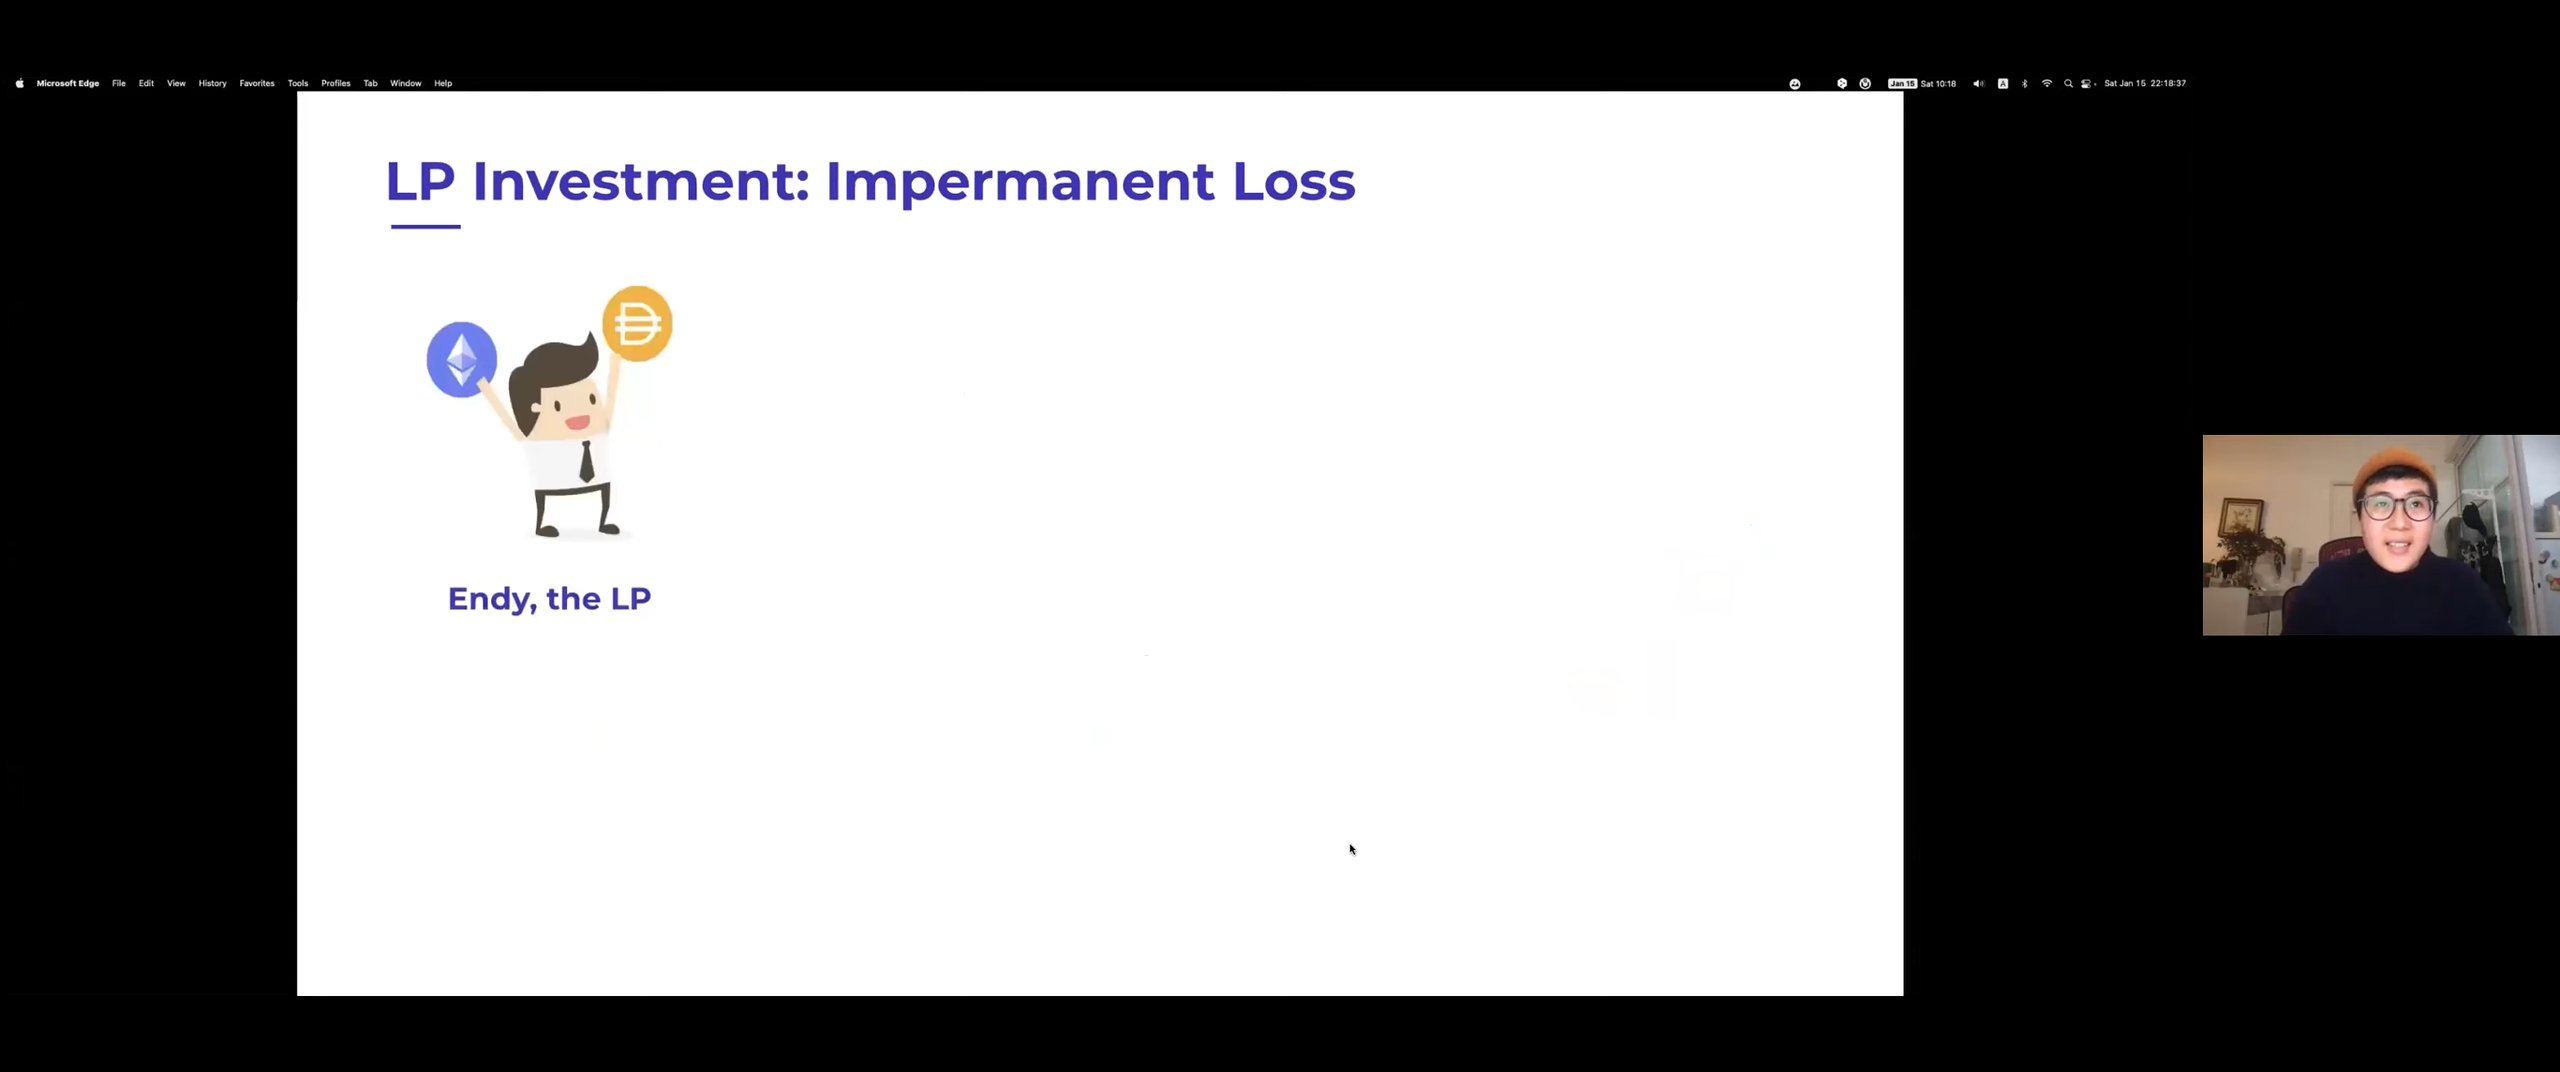 Microsoft Edge File Edit View History Favorites Tools Profiles Tab Window Help Jan 15 Sat 10:18 A Sat Jan 15 22:18:37
LP Investment: Impermanent Loss
Endy, the LP